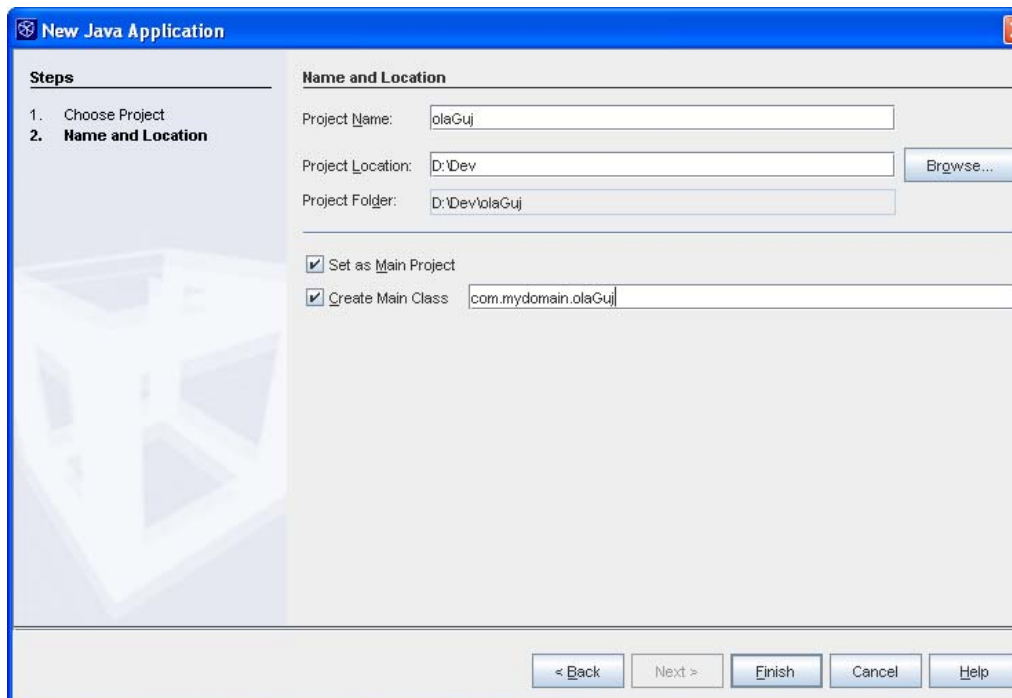 New Java Application
Steps
1. Choose Project
2. Name and Location
Name and Location
Project Name: olaGuj
Project Location: D:\Dev Browse...
Project Folder: D:\Dev\olaGuj
Set as Main Project
Create Main Class com.mydomain.olaGuj
< Back Next > Finish Cancel Help